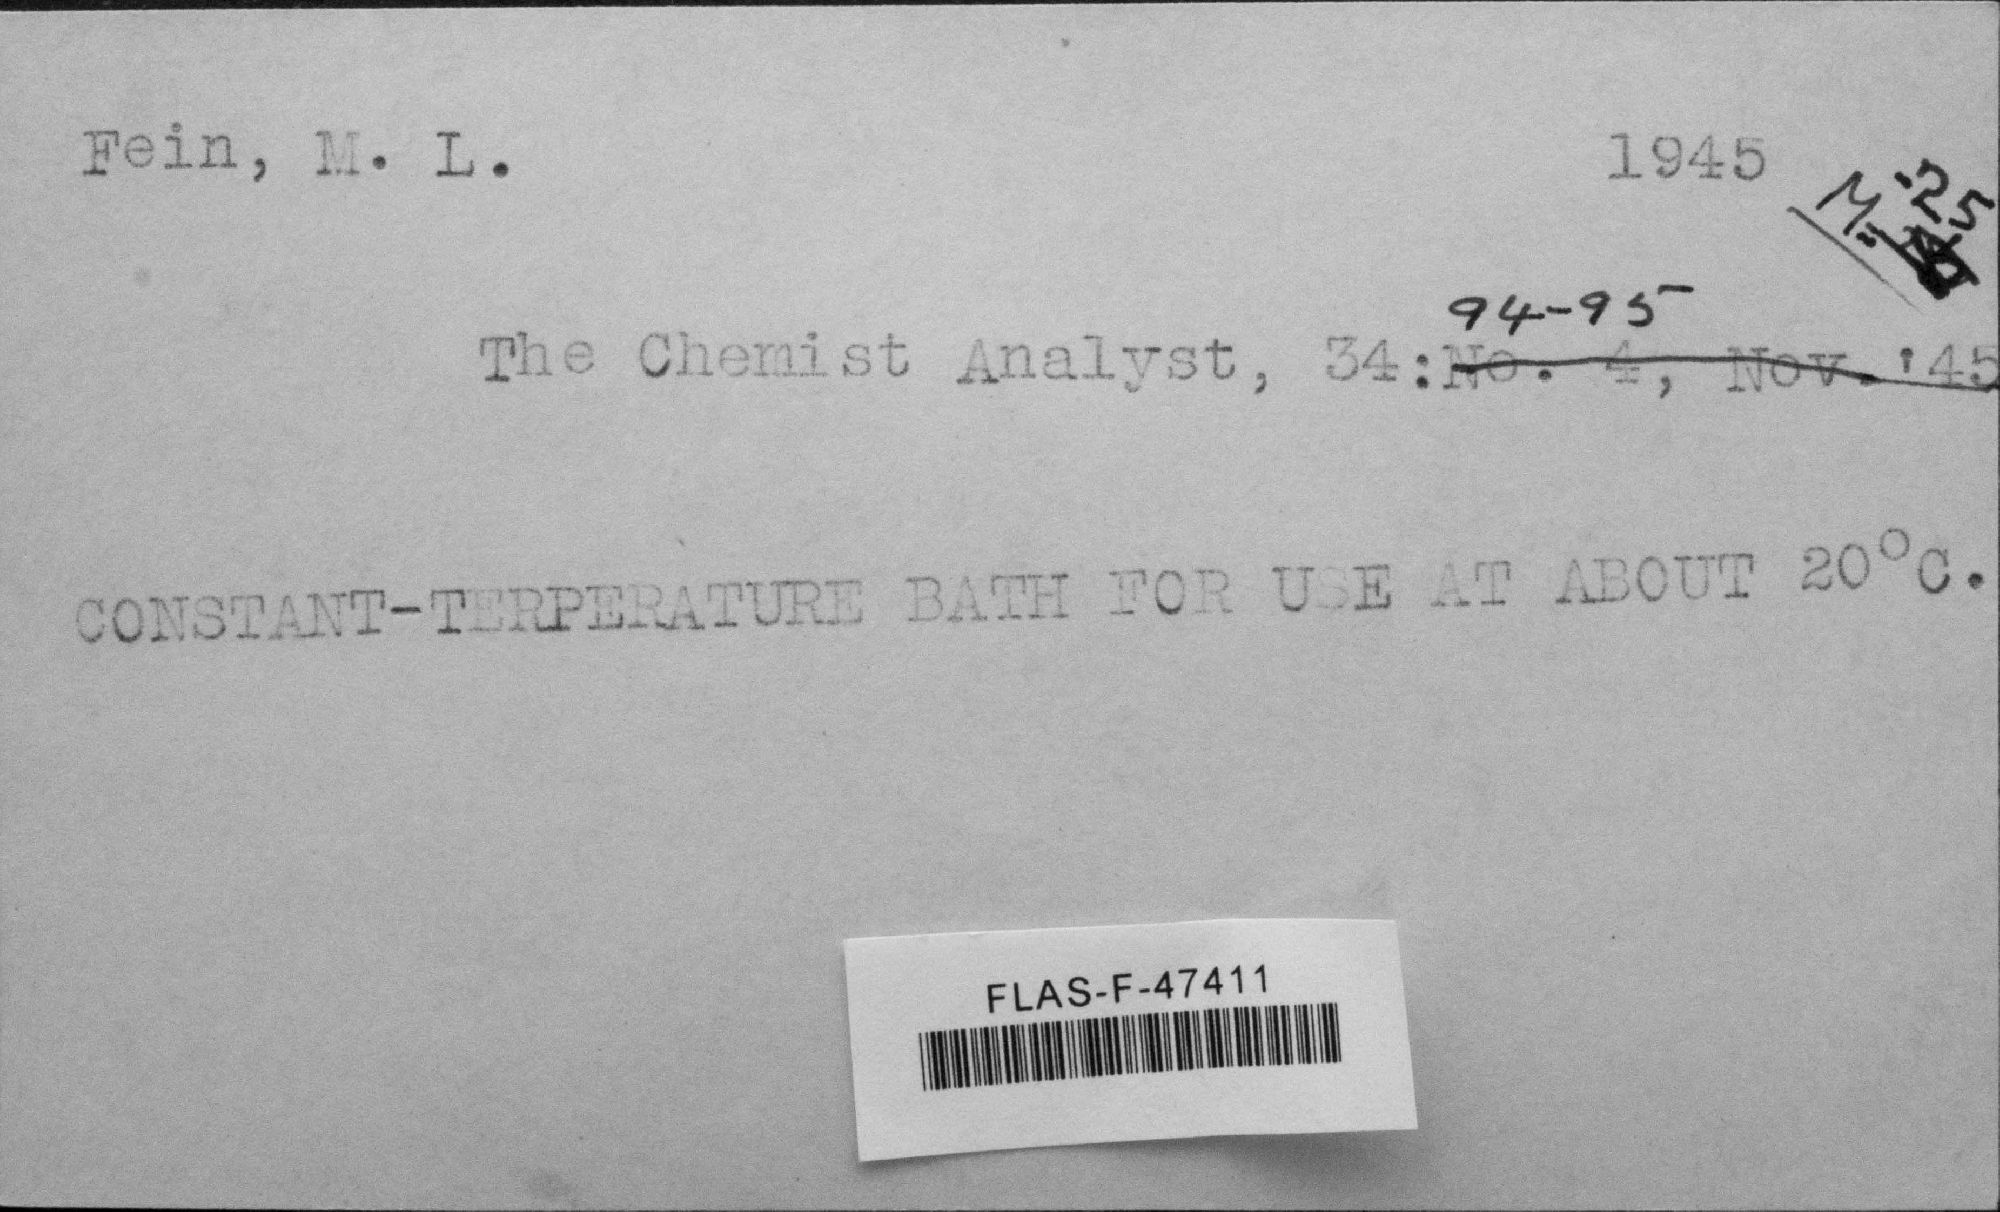 Fein, M. L. 1945
M.-25
94-95
The Chemist Analyst, 34:No. 4, Nov. '45
CONSTANT-TERPERATURE BATH FOR USE AT ABOUT 20°C.
FLAS-F-47411